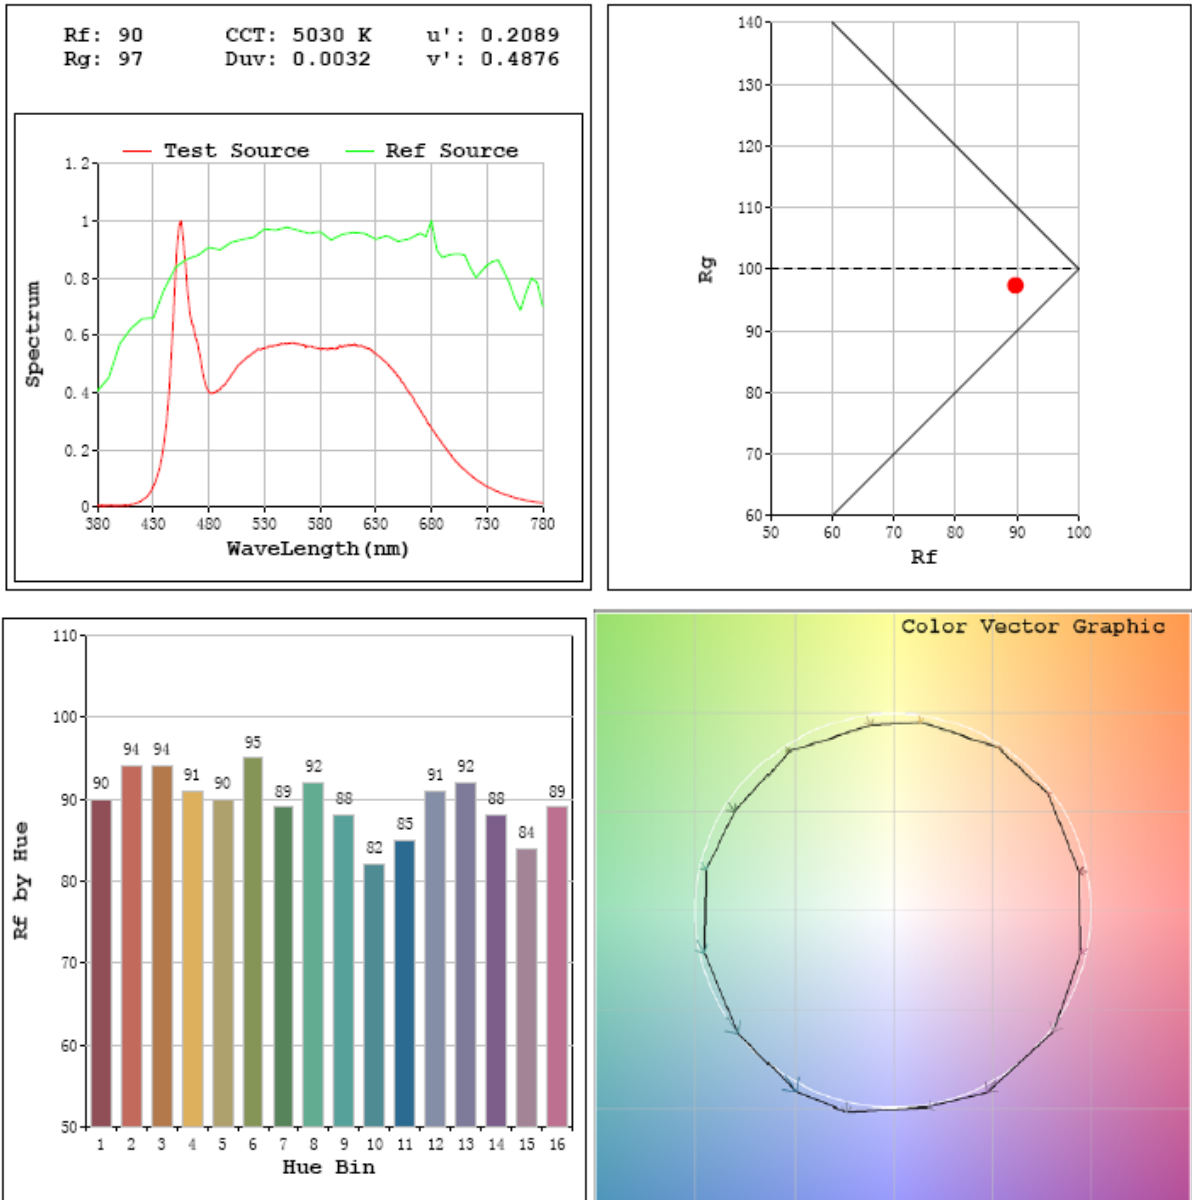 Rf: 90 CCT: 5030 K u': 0.2089
Rg: 97 Duv: 0.0032 v': 0.4876
Test Source Ref Source
1.2
1
0.8
0.6
0.4
0.2
0
Spectrum
380 430 480 530 580 630 680 730 780
WaveLength(nm)
140
130
120
110
100
90
80
70
60
Rg
50 60 70 80 90 100
Rf
110
100
90
80
70
60
50
Rf by Hue
90 94 94 91 90 95 89 92 88 82 85 91 92 88 84 89
1 2 3 4 5 6 7 8 9 10 11 12 13 14 15 16
Hue Bin
Color Vector Graphic